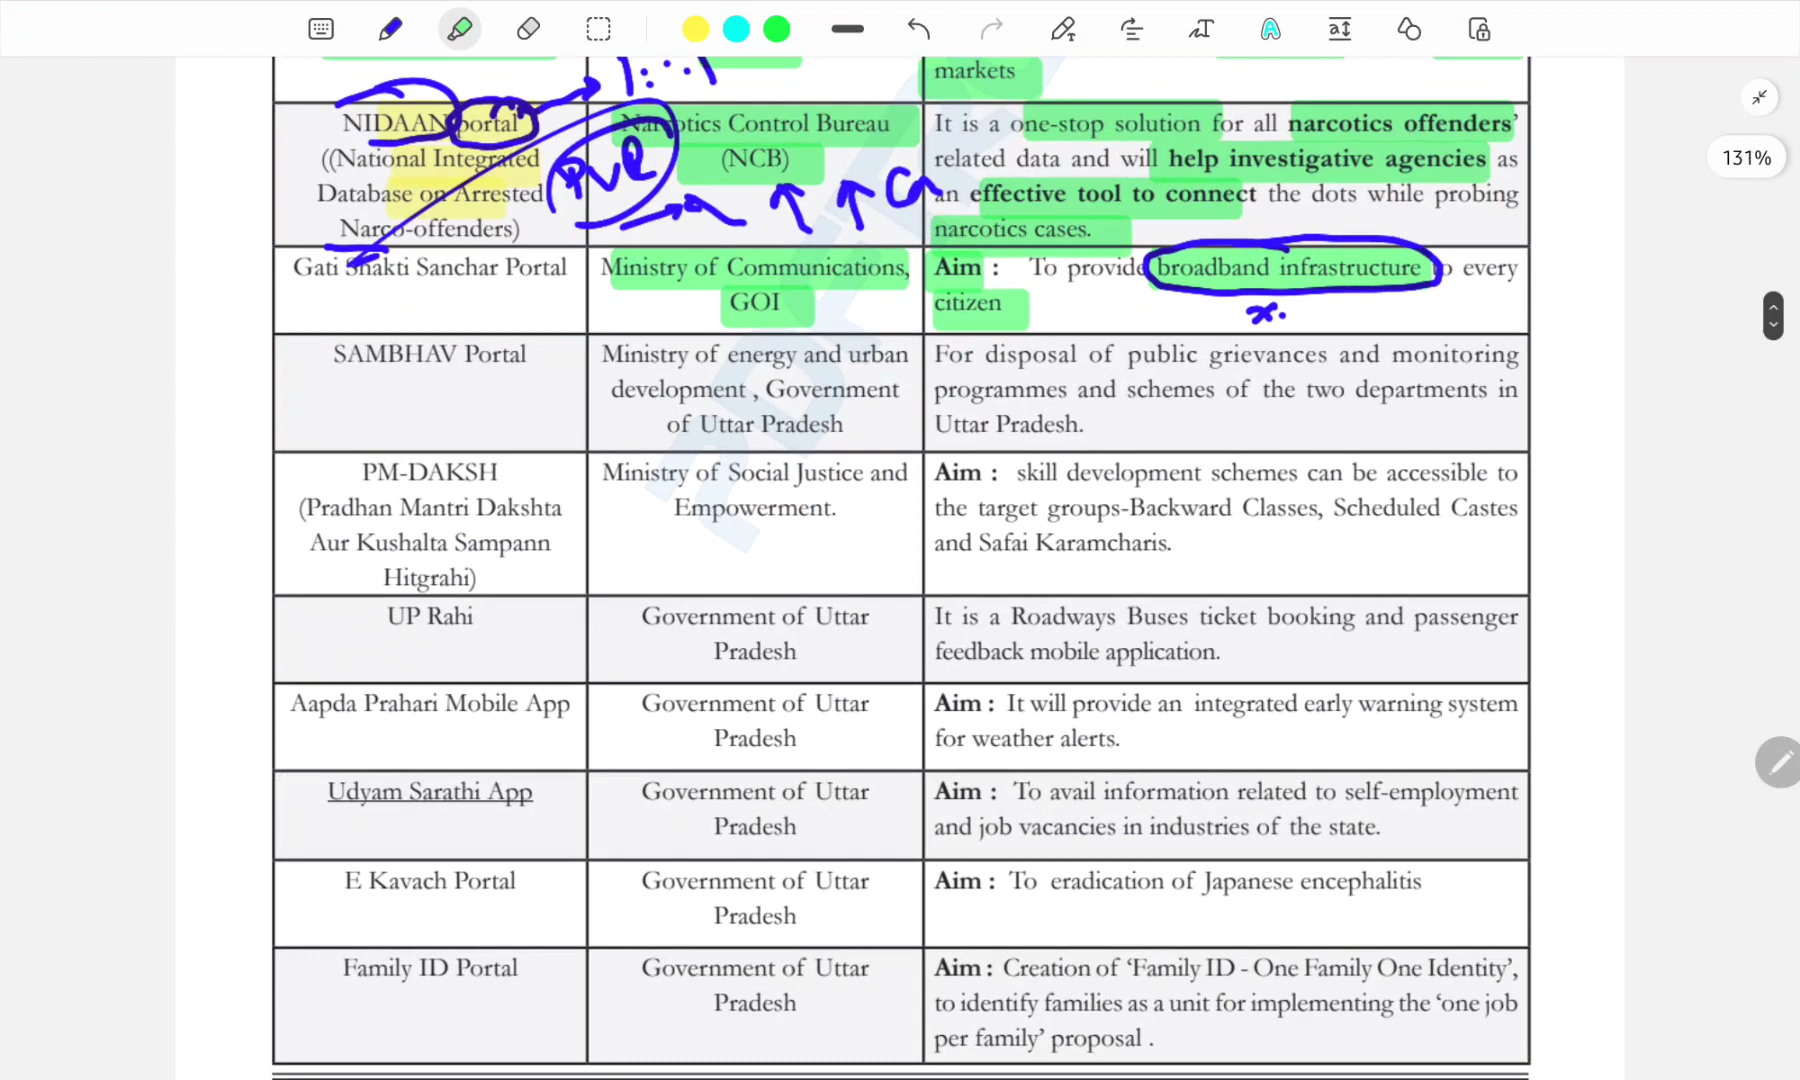 131%
markets
NIDAAN portal
((National Integrated
Database on Arrested
Narco-offenders)
Narcotics Control Bureau
(NCB)
PVR
It is a one-stop solution for all narcotics offenders'
related data and will help investigative agencies as
an effective tool to connect the dots while probing
narcotics cases.
Gati Shakti Sanchar Portal
Ministry of Communications,
GOI
Aim : To provide broadband infrastructure to every
citizen
SAMBHAV Portal
Ministry of energy and urban
development , Government
of Uttar Pradesh
For disposal of public grievances and monitoring
programmes and schemes of the two departments in
Uttar Pradesh.
PM-DAKSH
(Pradhan Mantri Dakshta
Aur Kushalta Sampann
Hitgrahi)
Ministry of Social Justice and
Empowerment.
Aim : skill development schemes can be accessible to
the target groups-Backward Classes, Scheduled Castes
and Safai Karamcharis.
UP Rahi
Government of Uttar
Pradesh
It is a Roadways Buses ticket booking and passenger
feedback mobile application.
Aapda Prahari Mobile App
Government of Uttar
Pradesh
Aim : It will provide an integrated early warning system
for weather alerts.
Udyam Sarathi App
Government of Uttar
Pradesh
Aim : To avail information related to self-employment
and job vacancies in industries of the state.
E Kavach Portal
Government of Uttar
Pradesh
Aim : To eradication of Japanese encephalitis
Family ID Portal
Government of Uttar
Pradesh
Aim : Creation of 'Family ID - One Family One Identity',
to identify families as a unit for implementing the 'one job
per family' proposal .